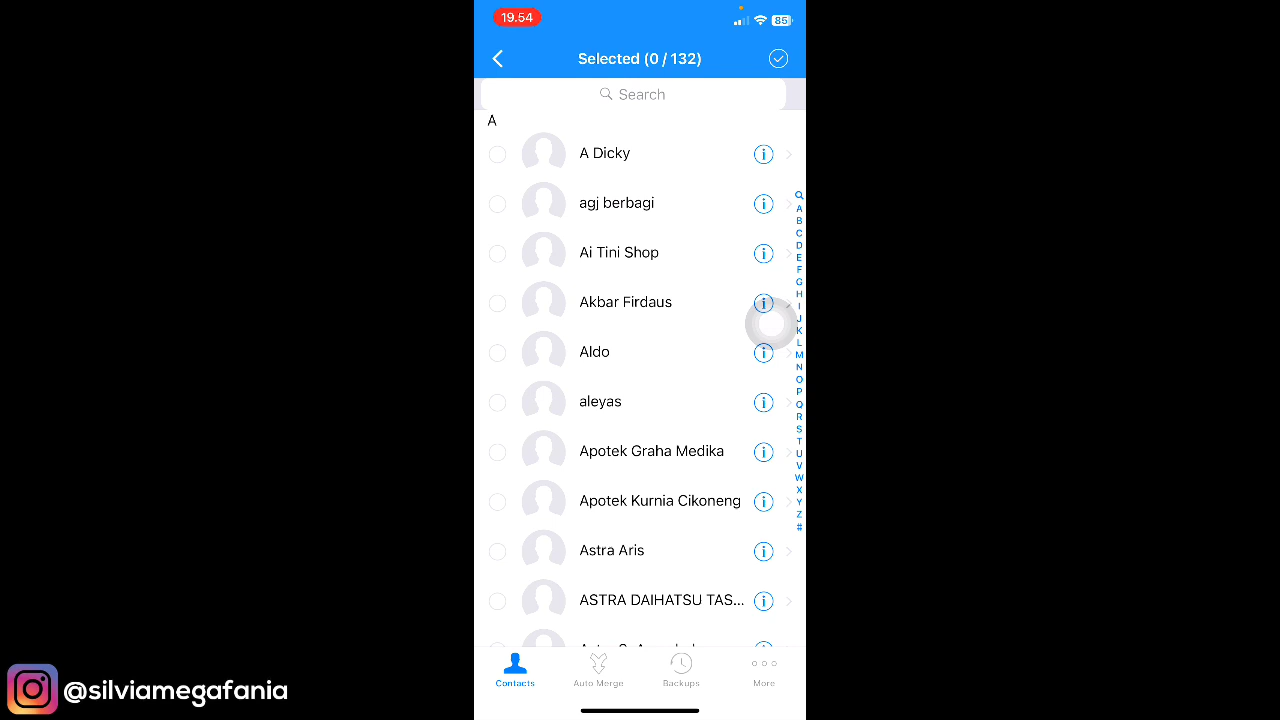 19.54
85
Selected (0 / 132)
Search
A
A Dicky
agj berbagi
Ai Tini Shop
Akbar Firdaus
Aldo
aleyas
Apotek Graha Medika
Apotek Kurnia Cikoneng
Astra Aris
ASTRA DAIHATSU TAS...
A
B
C
D
E
F
G
H
I
J
K
L
M
N
O
P
Q
R
S
T
U
V
W
X
Y
Z
#
Contacts
Auto Merge
Backups
More
@silviamegafania